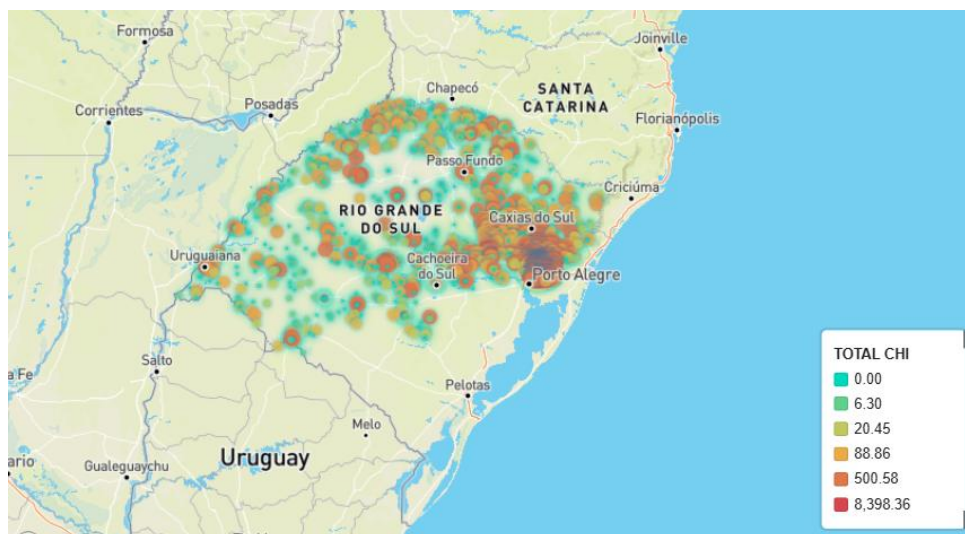 Formosa
Joinville
Chapecó
SANTA
CATARINA
Corrientes
Posadas
Florianópolis
Passo Fundo
Criciúma
RIO GRANDE
DO SUL
Caxias do Sul
Uruguaiana
Cachoeira
do Sul
Porto Alegre
Salto
a Fe
Pelotas
Melo
ario
Gualeguaychu
Uruguay
TOTAL CHI
0.00
6.30
20.45
88.86
500.58
8,398.36